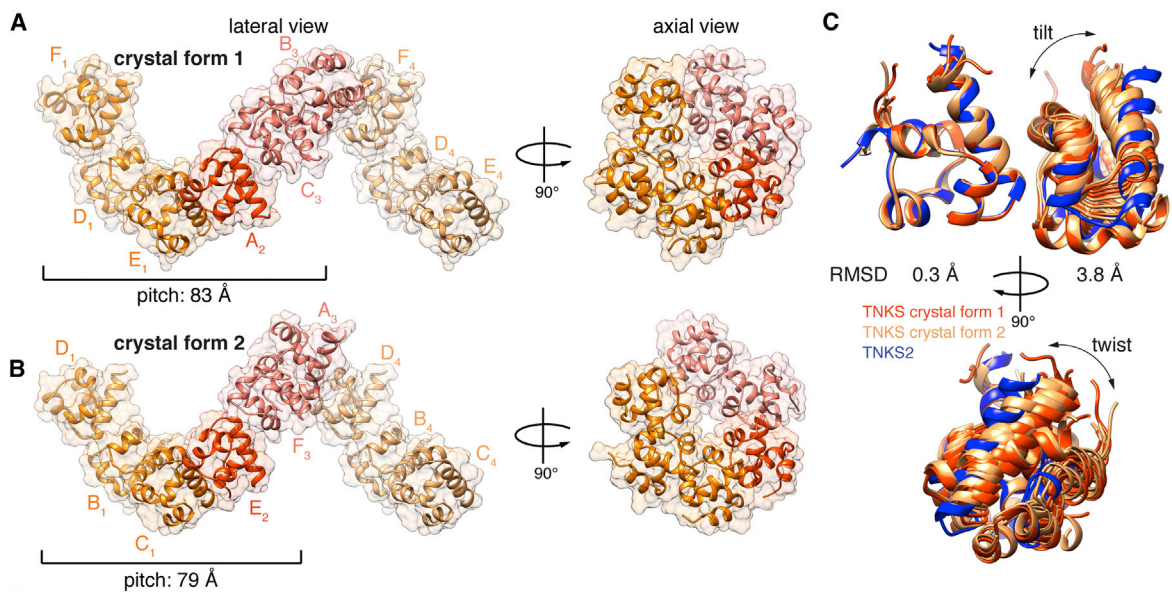 A
lateral view
axial view
C
crystal form 1
F₁
B₃
F₄
D₄
E₄
C₃
D₁
A₂
E₁
90°
pitch: 83 Å
tilt
RMSD 0.3 Å 3.8 Å
90°
TNKS crystal form 1
TNKS crystal form 2
TNKS2
twist
B
crystal form 2
D₁
A₃
D₄
B₄
C₄
F₃
B₁
E₂
C₁
90°
pitch: 79 Å